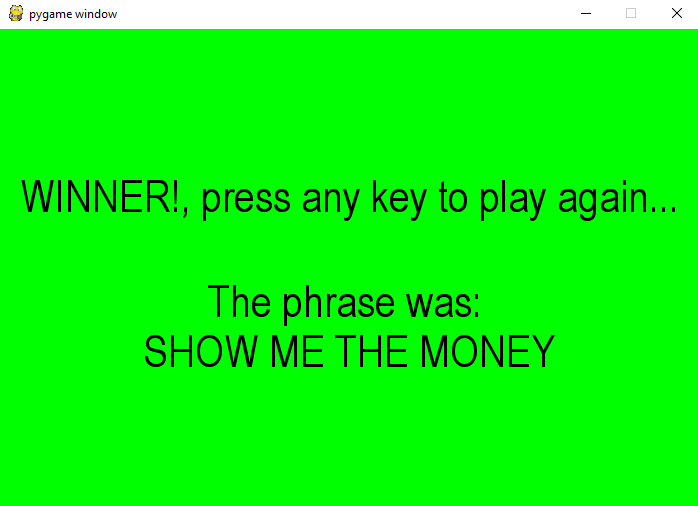 pygame window
WINNER!, press any key to play again...
The phrase was:
SHOW ME THE MONEY